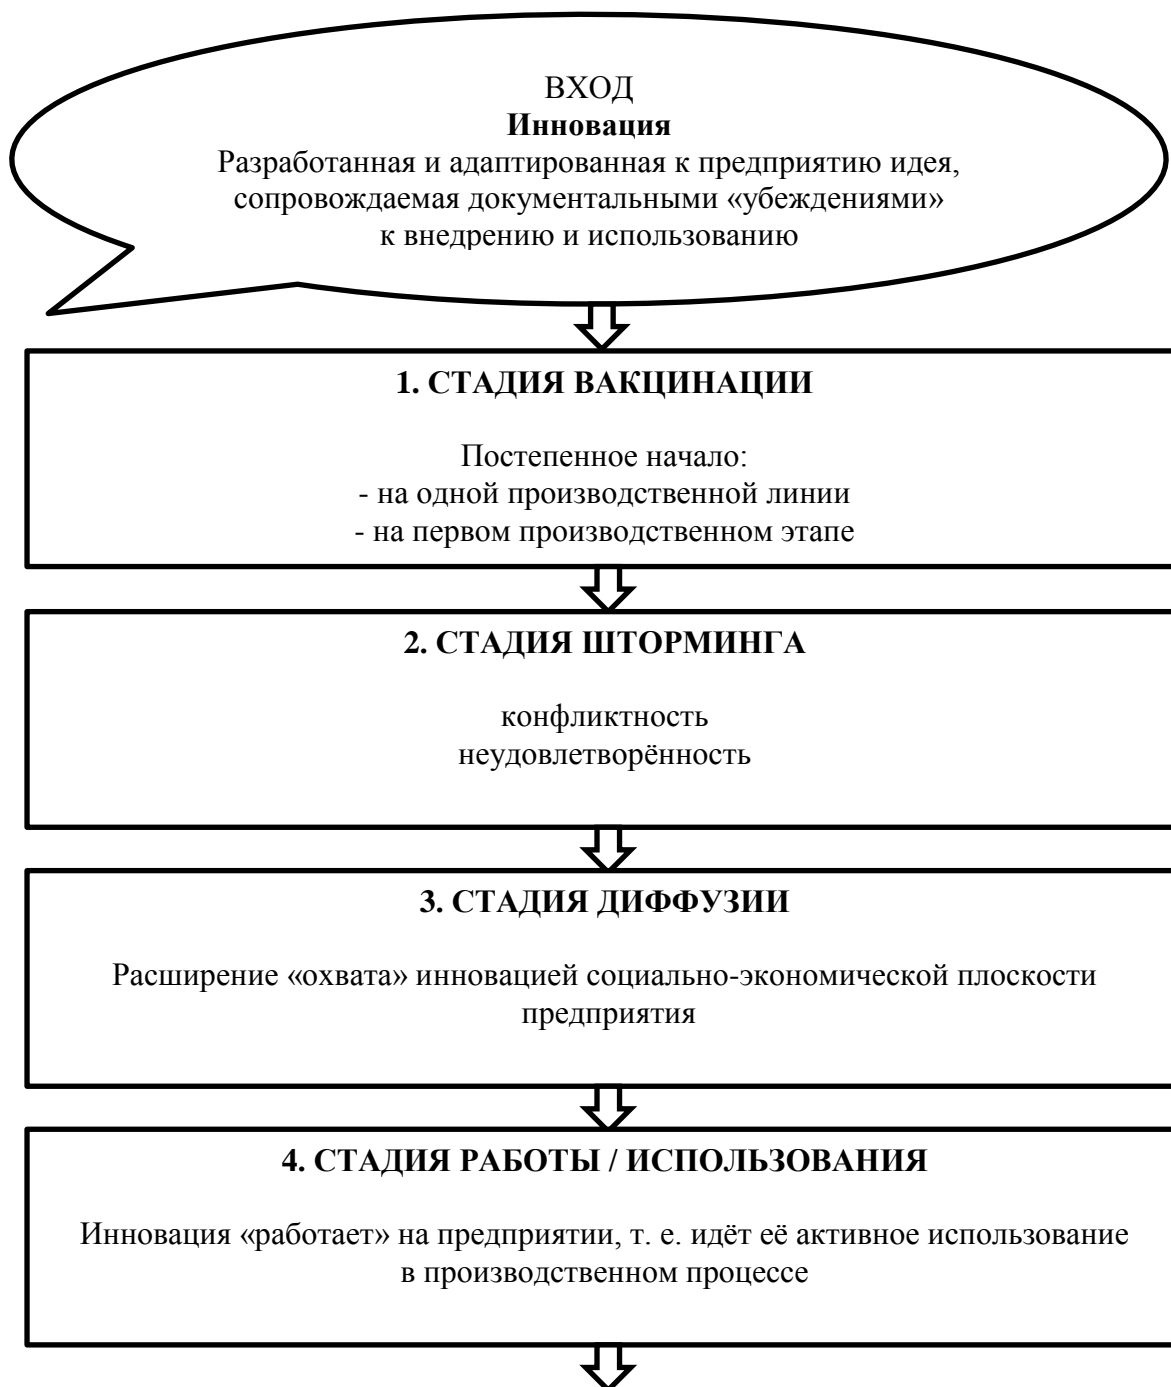 ВХОД
Инновация
Разработанная и адаптированная к предприятию идея,
сопровождаемая документальными «убеждениями»
к внедрению и использованию
1. СТАДИЯ ВАКЦИНАЦИИ
Постепенное начало:
- на одной производственной линии
- на первом производственном этапе
2. СТАДИЯ ШТОРМИНГА
конфликтность
неудовлетворённость
3. СТАДИЯ ДИФФУЗИИ
Расширение «охвата» инновацией социально-экономической плоскости
предприятия
4. СТАДИЯ РАБОТЫ / ИСПОЛЬЗОВАНИЯ
Инновация «работает» на предприятии, т. е. идёт её активное использование
в производственном процессе